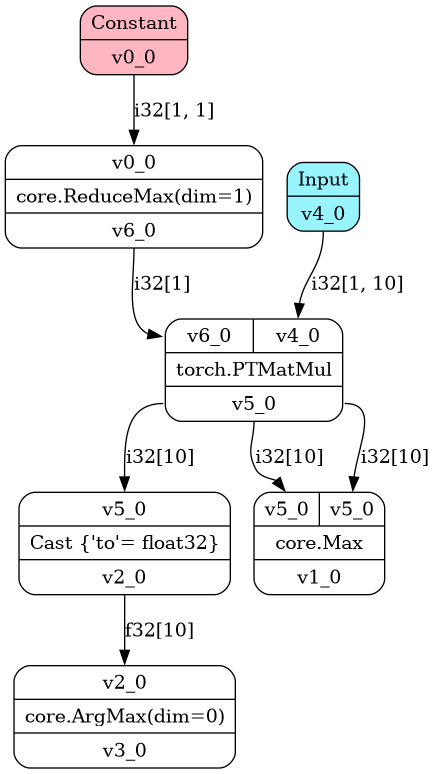 Constant
v0_0
i32[1, 1]
v0_0
core.ReduceMax(dim=1)
v6_0
Input
v4_0
i32[1]
i32[1, 10]
v6_0
v4_0
torch.PTMatMul
v5_0
i32[10]
i32[10]
i32[10]
v5_0
Cast {'to'= float32}
v2_0
v5_0
v5_0
core.Max
v1_0
f32[10]
v2_0
core.ArgMax(dim=0)
v3_0